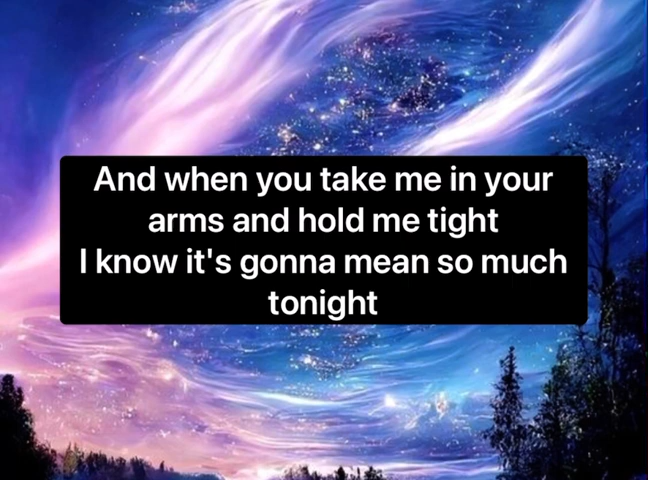 And when you take me in your
arms and hold me tight
I know it's gonna mean so much
tonight